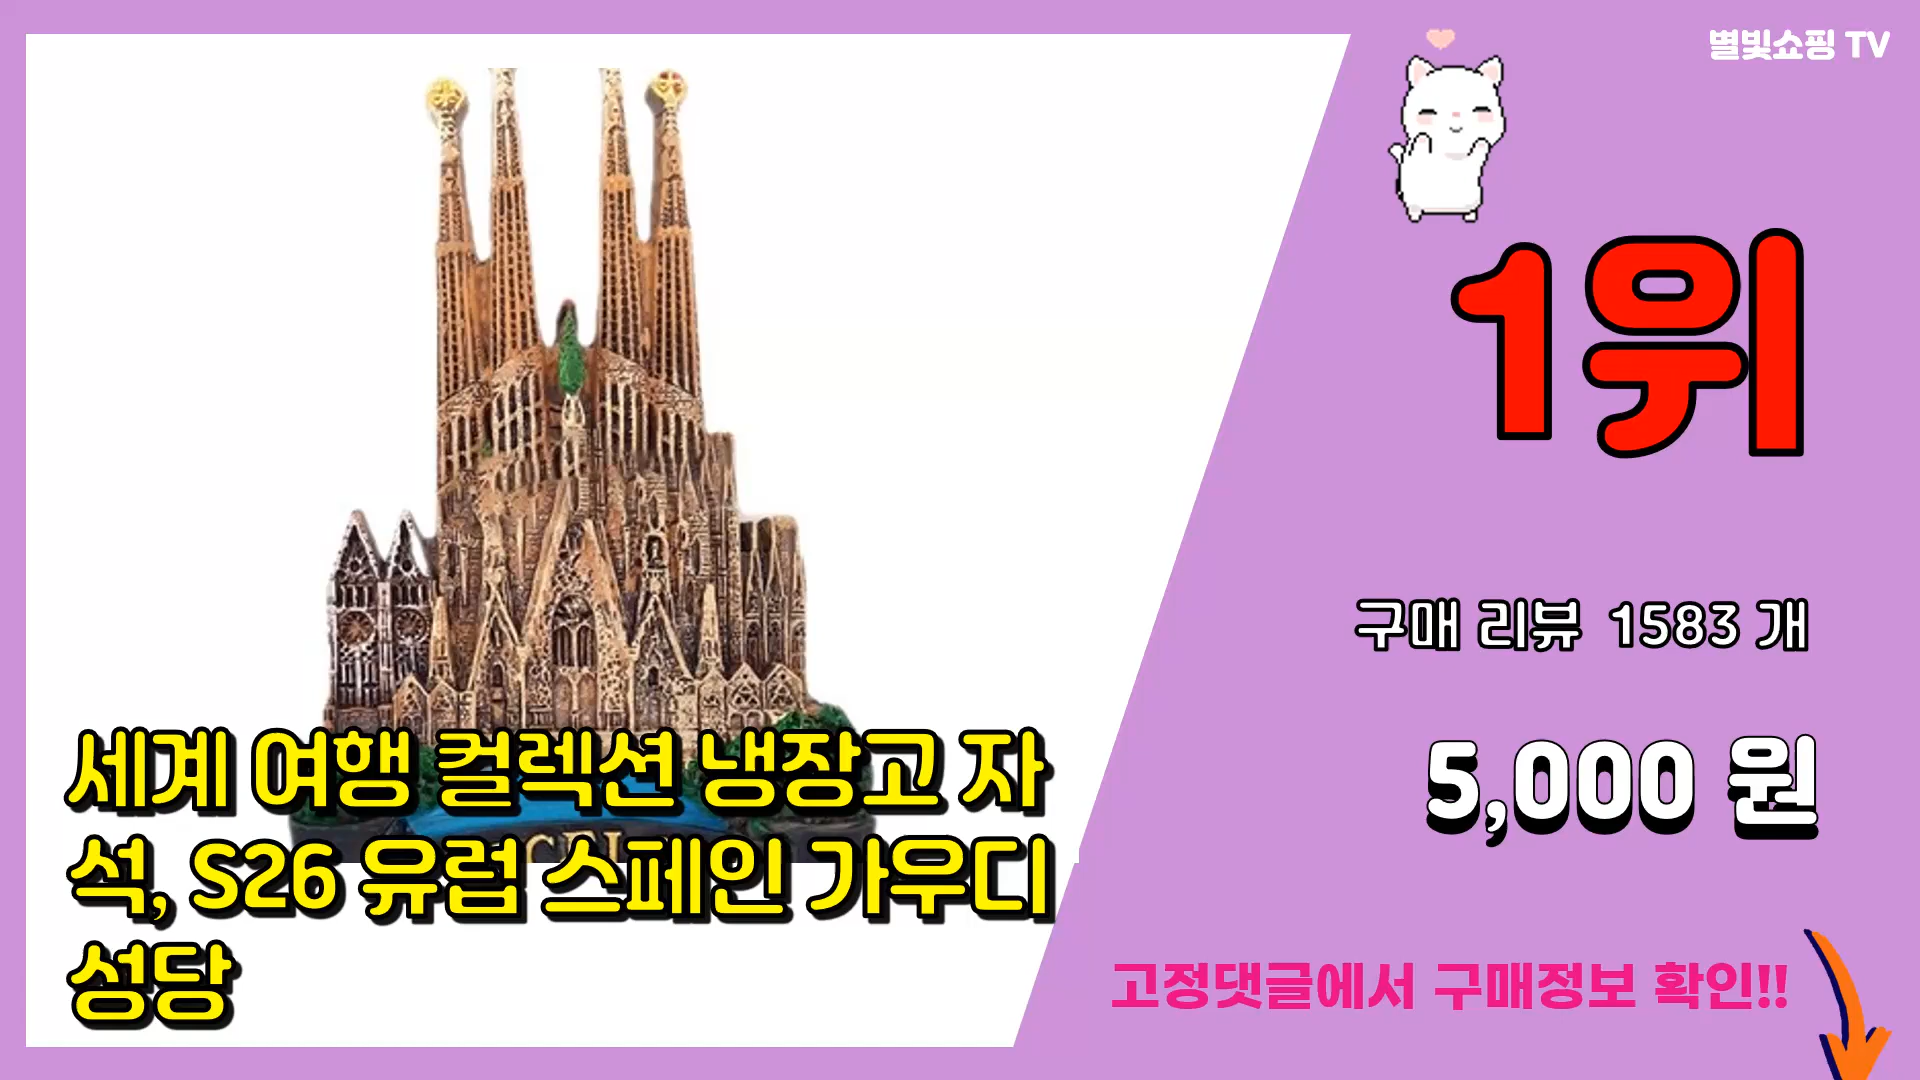 별빛쇼핑 TV
1위
구매 리뷰 1583 개
5,000 원
세계 여행 컬렉션 냉장고 자
석, S26 유럽 스페인 가우디
성당
고정댓글에서 구매정보 확인!!